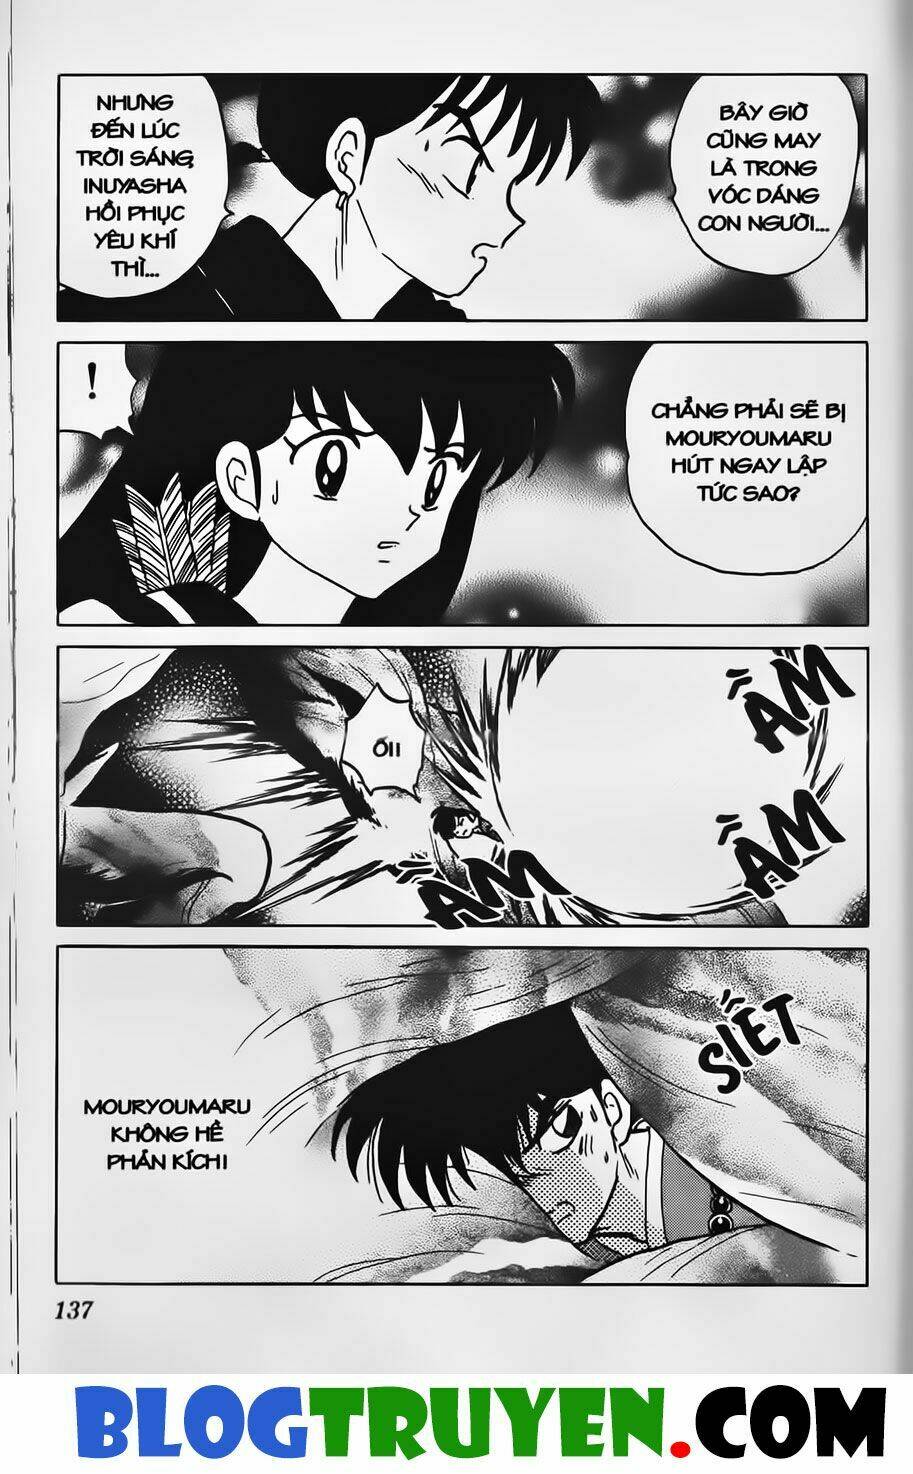 BÂY GIỜ
CŨNG MAY
LÀ TRONG
VÓC DÁNG
CON NGƯỜI...
NHƯNG
ĐẾN LÚC
TRỜI SÁNG,
INUYASHA
HỒI PHỤC
YÊU KHÍ
THÌ...
CHẲNG PHẢI SẼ BỊ
MOURYOUMARU
HÚT NGAY LẬP
TỨC SAO?
!
ẦM
ỐI!
ẦM
ẦM
SIẾT
MOURYOUMARU
KHÔNG HỀ
PHẢN KÍCH!
137
BLOGTRUYEN.COM